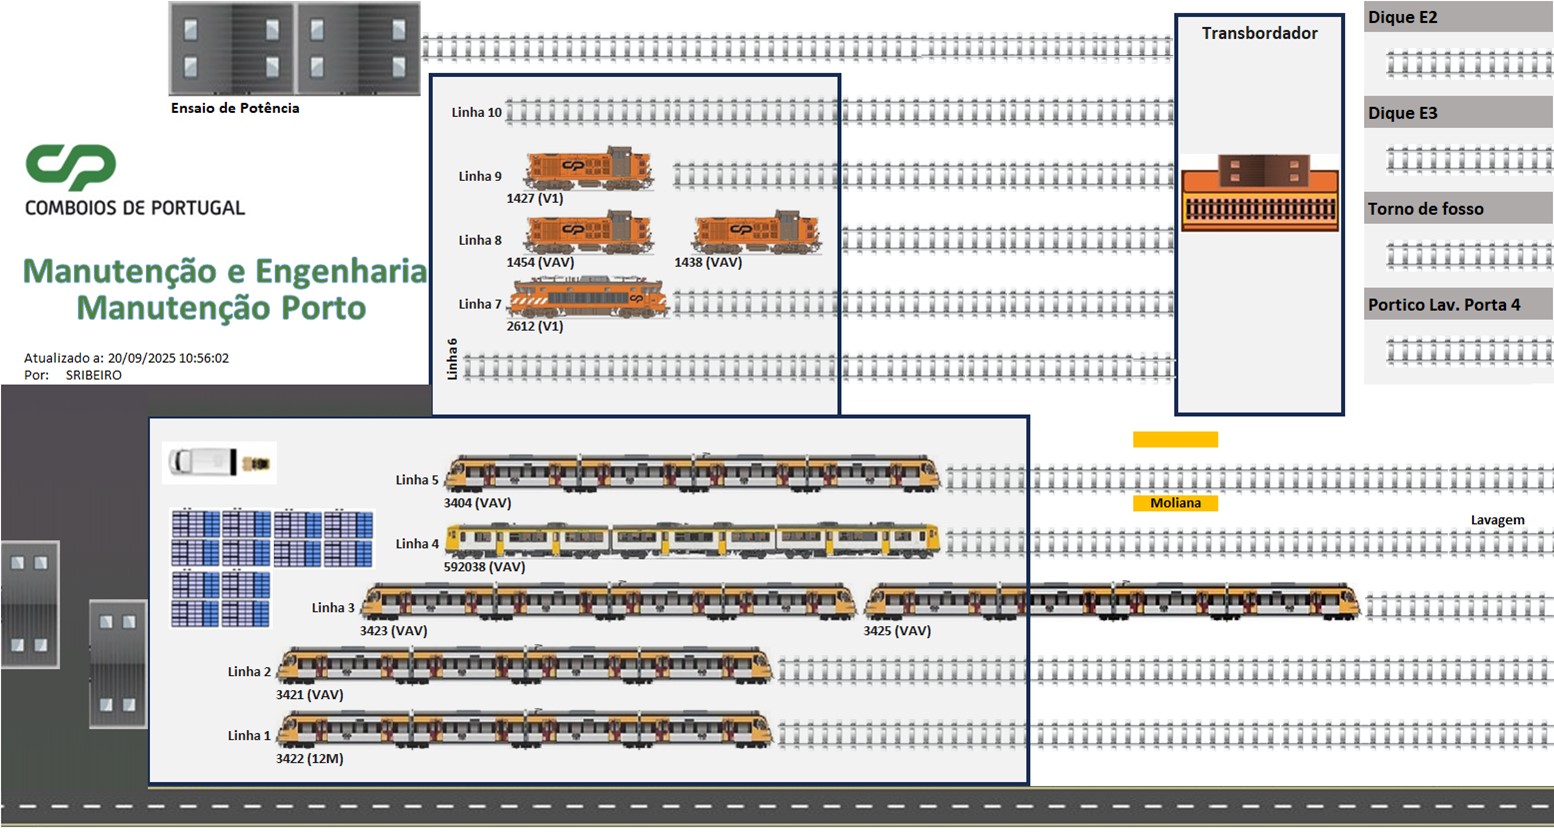 Ensaio de Potência
COMBOIOS DE PORTUGAL
Manutenção e Engenharia
Manutenção Porto
Atualizado a: 20/09/2025 10:56:02
Por: SRIBEIRO
Linha 10
Linha 9
1427 (V1)
Linha 8
1454 (VAV)
1438 (VAV)
Linha 7
2612 (V1)
Linha6
Transbordador
Dique E2
Dique E3
Torno de fosso
Portico Lav. Porta 4
Linha 5
3404 (VAV)
Moliana
Lavagem
Linha 4
592038 (VAV)
Linha 3
3423 (VAV)
3425 (VAV)
Linha 2
3421 (VAV)
Linha 1
3422 (12M)